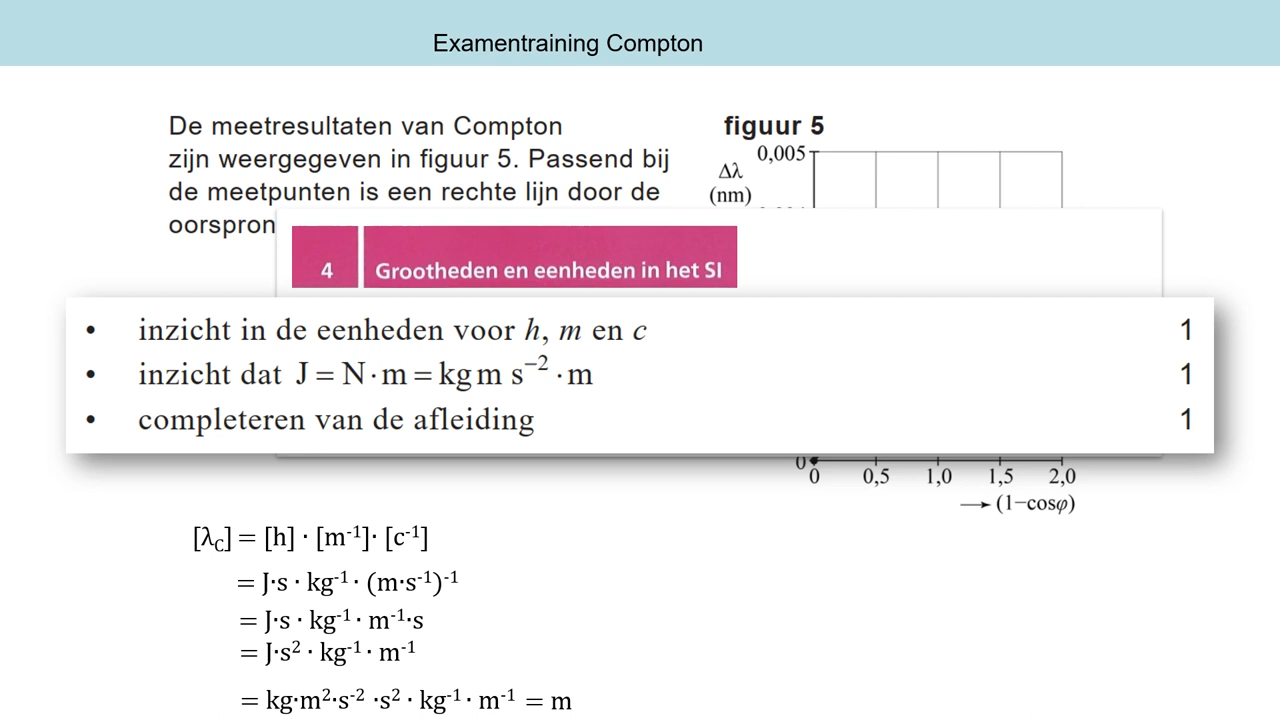 Examentraining Compton
De meetresultaten van Compton
zijn weergegeven in figuur 5. Passend bij
de meetpunten is een rechte lijn door de
oorspron
figuur 5
0,005
Δλ
(nm)
4 Grootheden en eenheden in het SI
• inzicht in de eenheden voor h, m en c 1
• inzicht dat J = N·m = kg m s⁻² · m 1
• completeren van de afleiding 1
0
0 0,5 1,0 1,5 2,0
→ (1−cosφ)
[λ_C] = [h] · [m⁻¹]· [c⁻¹]
= J·s · kg⁻¹ · (m·s⁻¹)⁻¹
= J·s · kg⁻¹ · m⁻¹·s
= J·s² · kg⁻¹ · m⁻¹
= kg·m²·s⁻² ·s² · kg⁻¹ · m⁻¹ = m